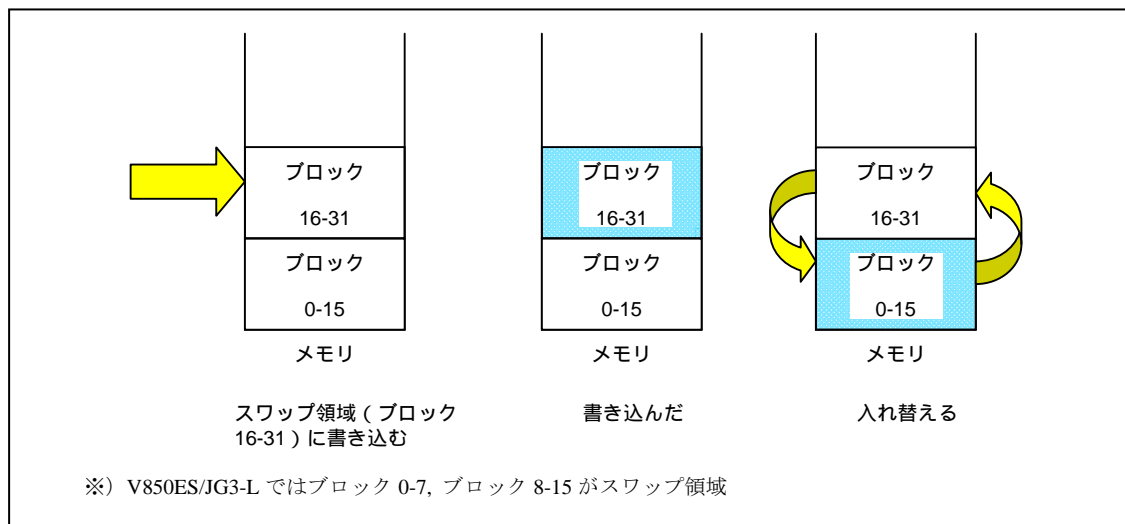 ブロック
16-31
ブロック
0-15
メモリ
スワップ領域（ブロック
16-31）に書き込む
ブロック
16-31
ブロック
0-15
メモリ
書き込んだ
ブロック
16-31
ブロック
0-15
メモリ
入れ替える
※）V850ES/JG3-L ではブロック 0-7, ブロック 8-15 がスワップ領域